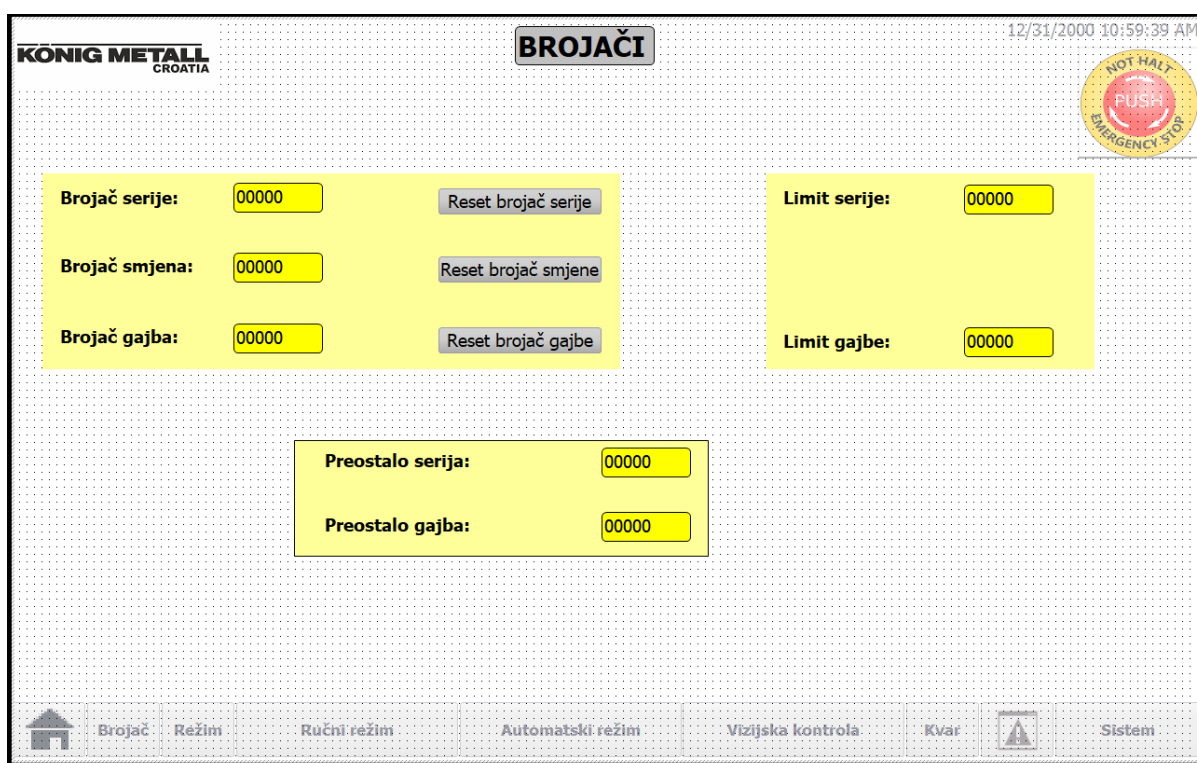 12/31/2000 10:59:39 AM
KÖNIG METALL
CROATIA
BROJAČI
NOT HALT
PUSH
EMERGENCY STOP
Brojač serije: 00000 Reset brojač serije
Limit serije: 00000
Brojač smjena: 00000 Reset brojač smjene
Brojač gajba: 00000 Reset brojač gajbe
Limit gajbe: 00000
Preostalo serija: 00000
Preostalo gajba: 00000
Brojač Režim Ručni režim Automatski režim Vizijska kontrola Kvar Sistem